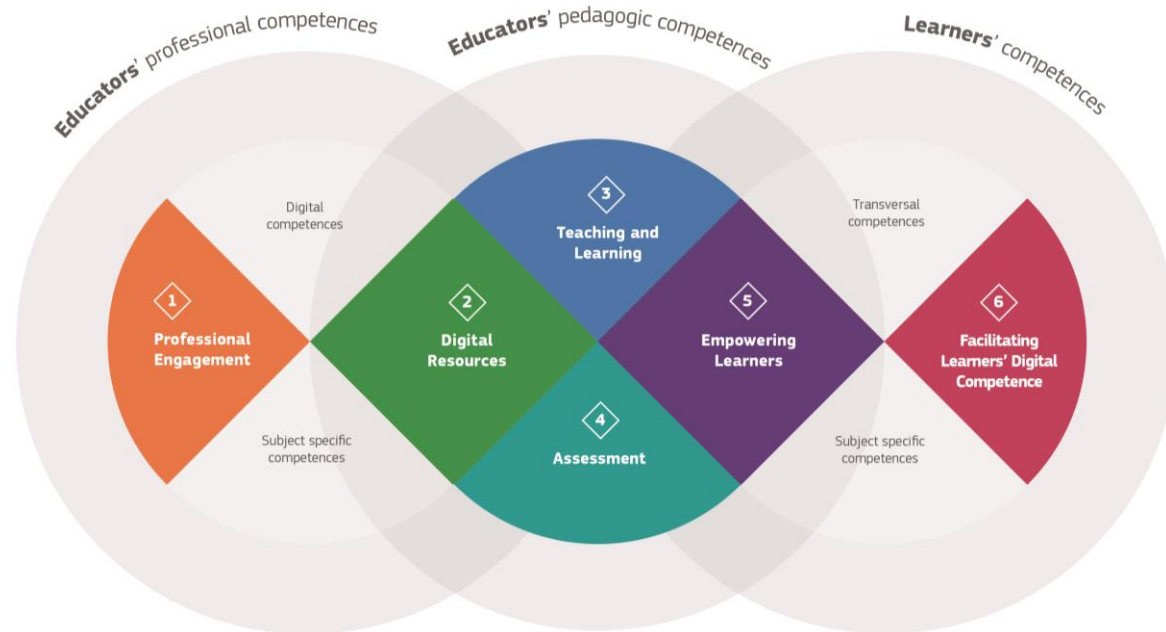 Educators' professional competences
Educators' pedagogic competences
Learners' competences
Digital
competences
Subject specific
competences
1
Professional
Engagement
2
Digital
Resources
3
Teaching and
Learning
4
Assessment
5
Empowering
Learners
Transversal
competences
Subject specific
competences
6
Facilitating
Learners' Digital
Competence